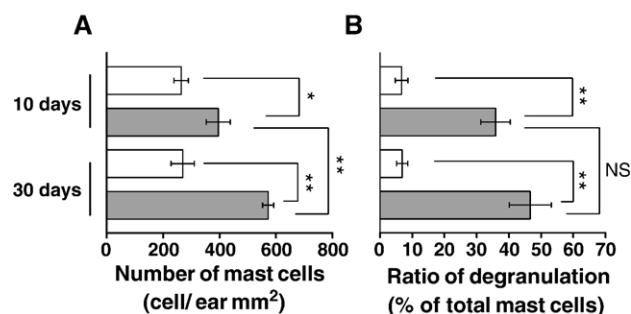 A
B
10 days
30 days
*
**
**
**
**
NS
0 200 400 600 800
0 10 20 30 40 50 60 70
Number of mast cells
(cell/ ear mm²)
Ratio of degranulation
(% of total mast cells)